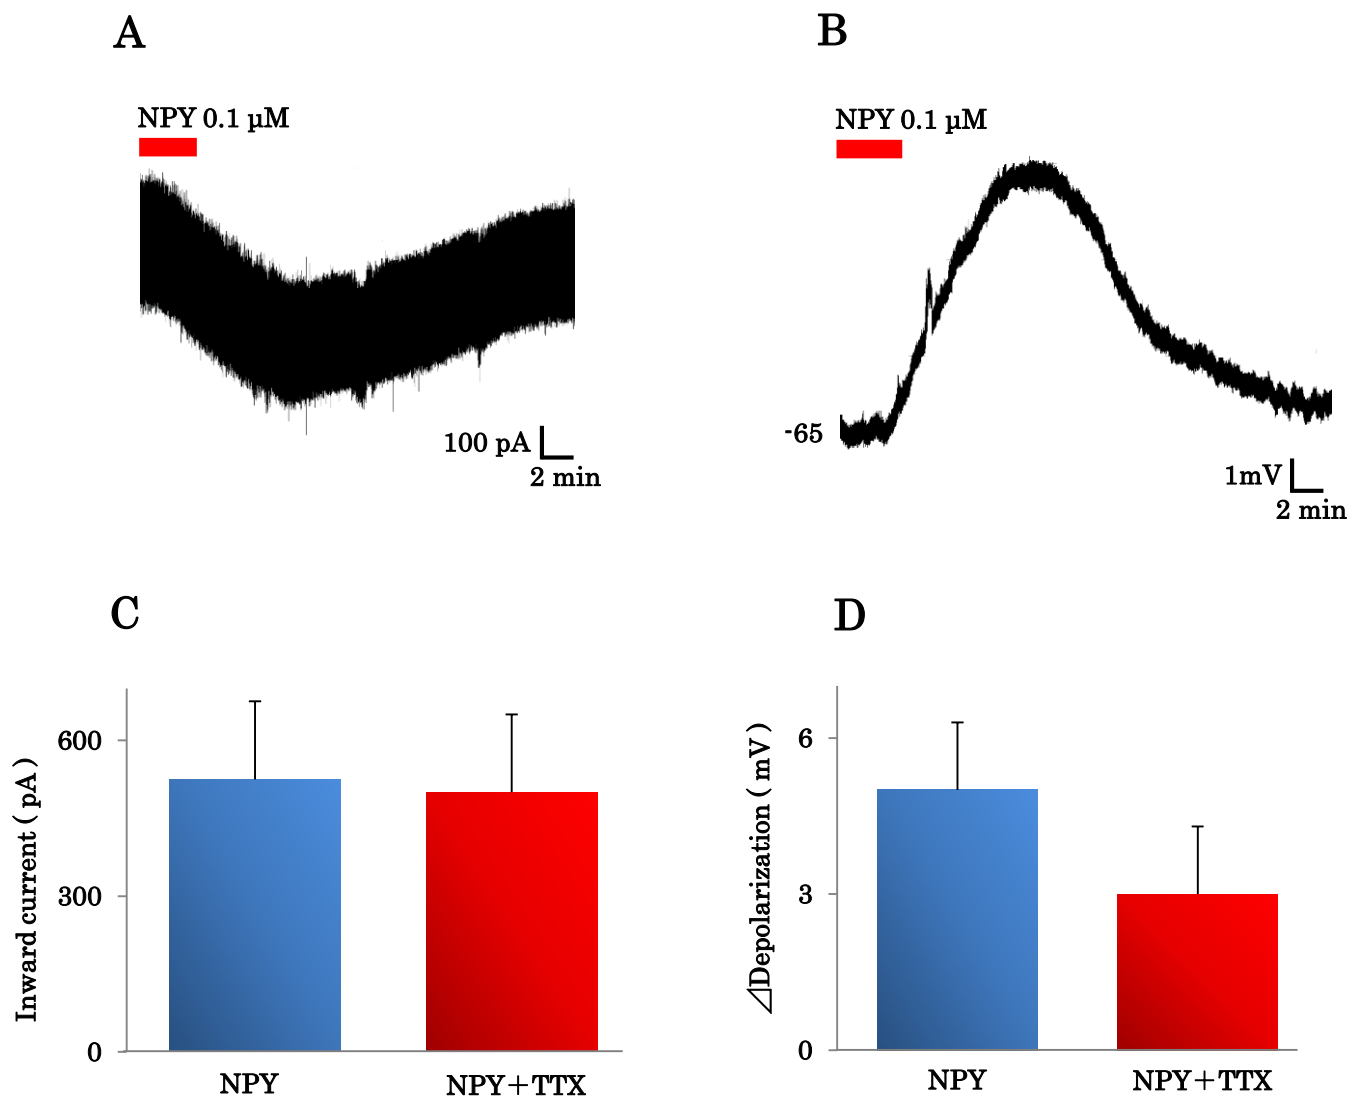 A
B
NPY 0.1 µM
NPY 0.1 µM
100 pA
2 min
-65
1mV
2 min
C
D
Inward current ( pA )
600
300
0
NPY
NPY＋TTX
⊿Depolarization ( mV )
6
3
0
NPY
NPY＋TTX